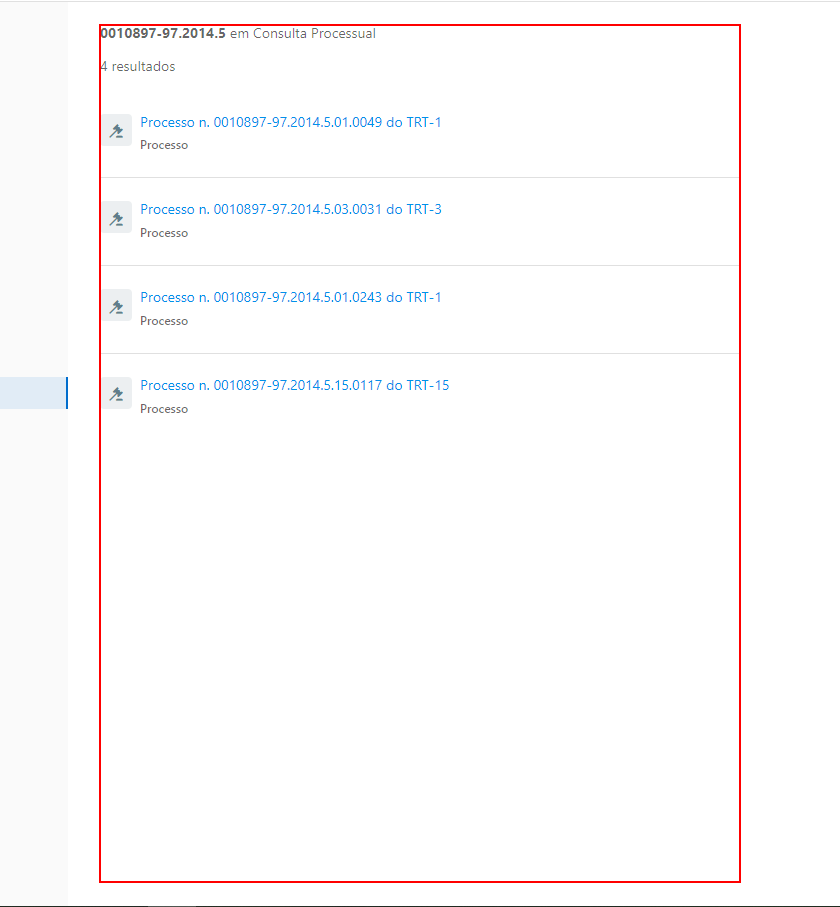 0010897-97.2014.5 em Consulta Processual
4 resultados
Processo n. 0010897-97.2014.5.01.0049 do TRT-1
Processo
Processo n. 0010897-97.2014.5.03.0031 do TRT-3
Processo
Processo n. 0010897-97.2014.5.01.0243 do TRT-1
Processo
Processo n. 0010897-97.2014.5.15.0117 do TRT-15
Processo